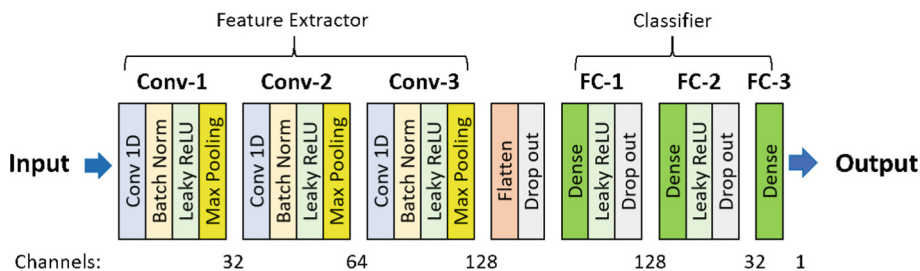 Feature Extractor
Classifier
Conv-1
Conv-2
Conv-3
FC-1
FC-2
FC-3
Input
Conv 1D
Batch Norm
Leaky ReLU
Max Pooling
Conv 1D
Batch Norm
Leaky ReLU
Max Pooling
Conv 1D
Batch Norm
Leaky ReLU
Max Pooling
Flatten
Drop out
Dense
Leaky ReLU
Drop out
Dense
Leaky ReLU
Drop out
Dense
Output
Channels: 32 64 128 128 32 1